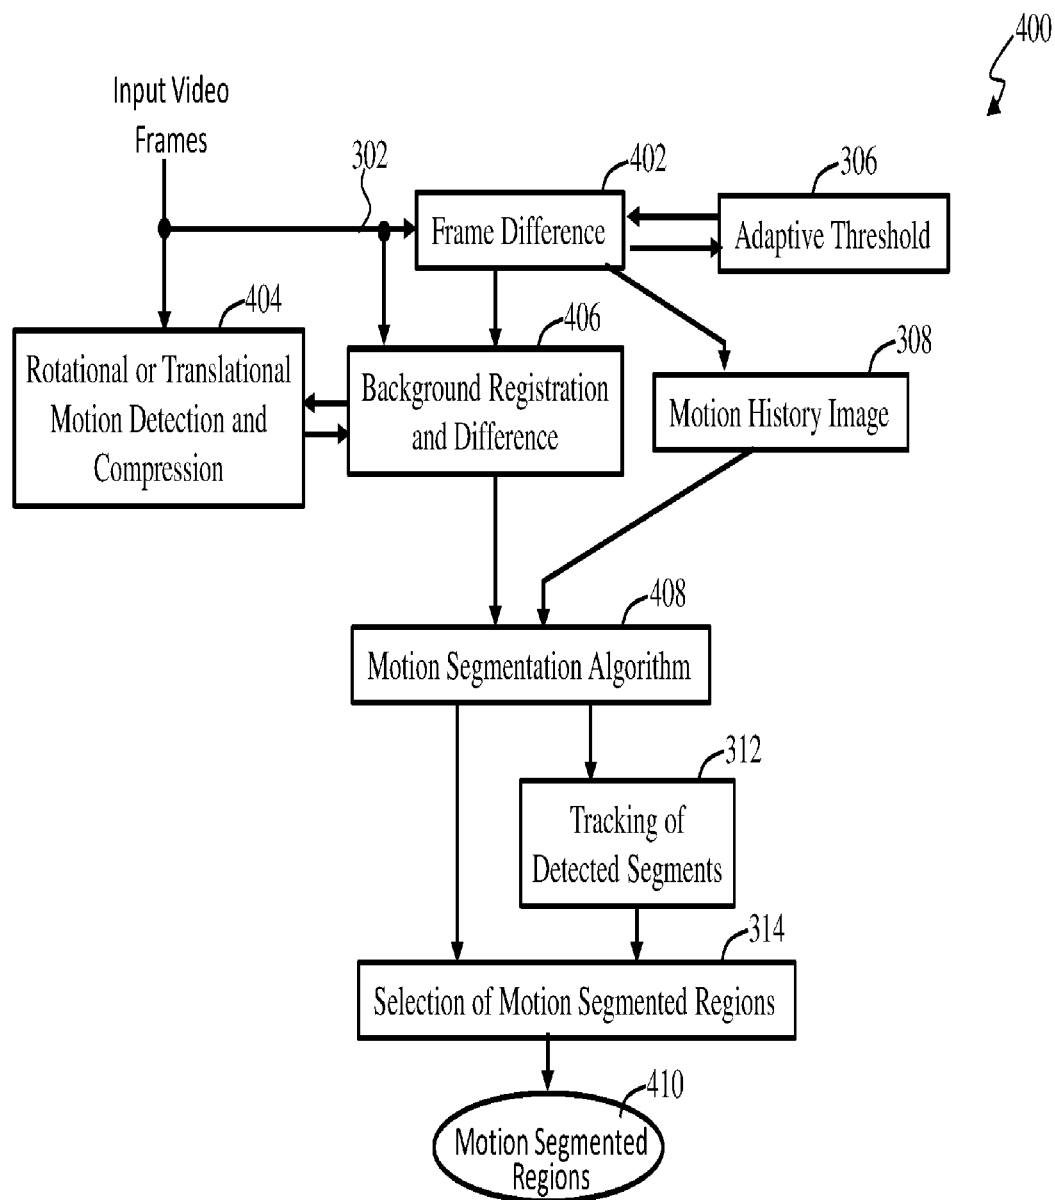 400
Input Video
Frames
302
402
306
Frame Difference
Adaptive Threshold
404
406
308
Rotational or Translational
Motion Detection and
Compression
Background Registration
and Difference
Motion History Image
408
Motion Segmentation Algorithm
312
Tracking of
Detected Segments
314
Selection of Motion Segmented Regions
410
Motion Segmented
Regions